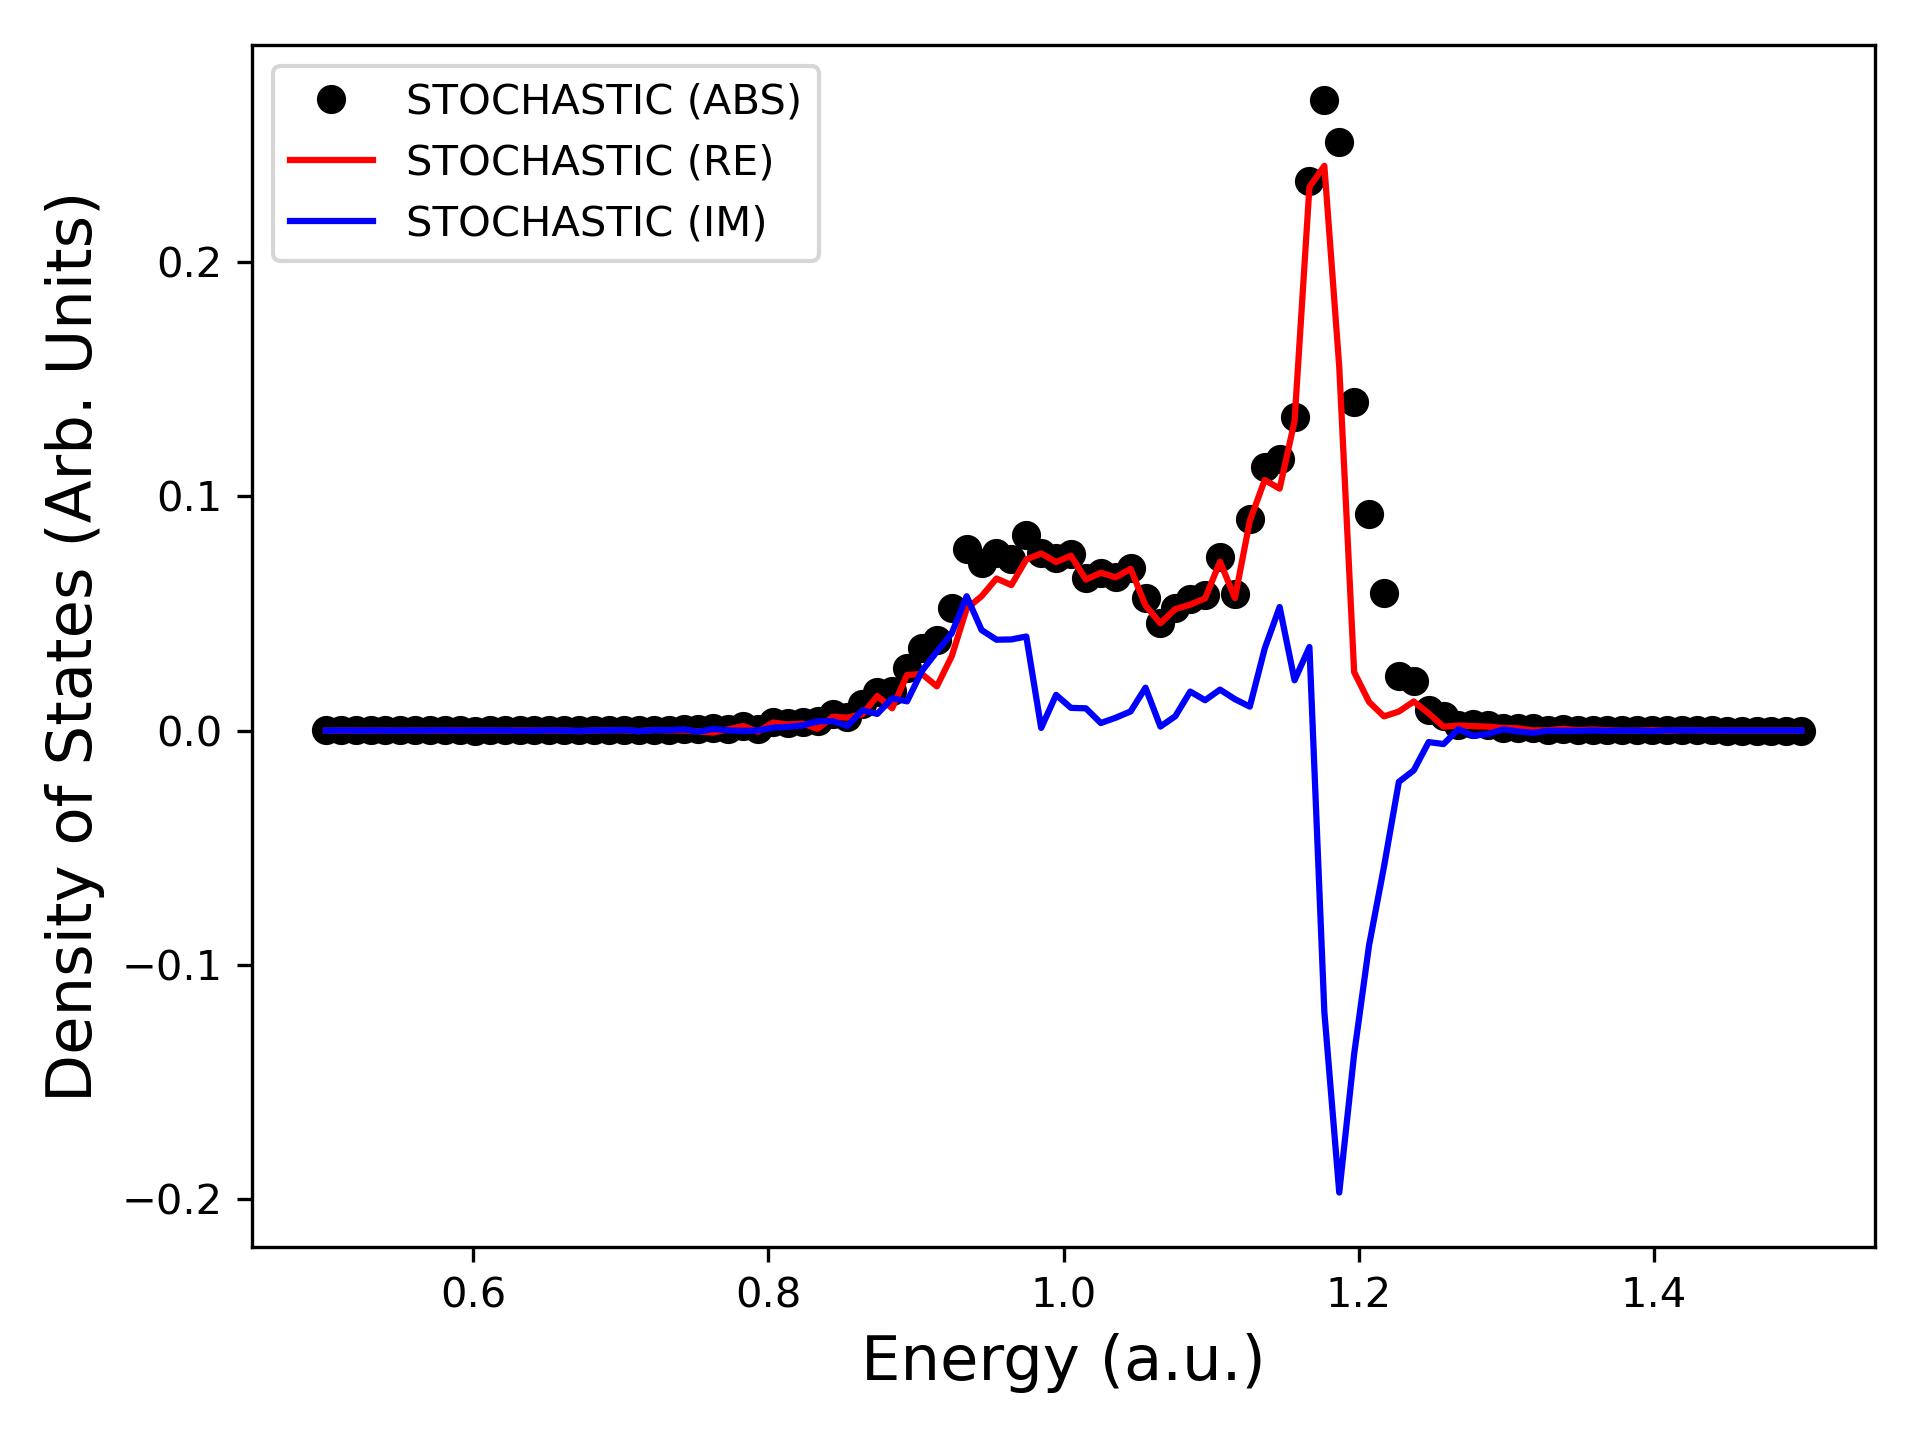 STOCHASTIC (ABS)
STOCHASTIC (RE)
STOCHASTIC (IM)
Density of States (Arb. Units)
0.2
0.1
0.0
−0.1
−0.2
0.6 0.8 1.0 1.2 1.4
Energy (a.u.)